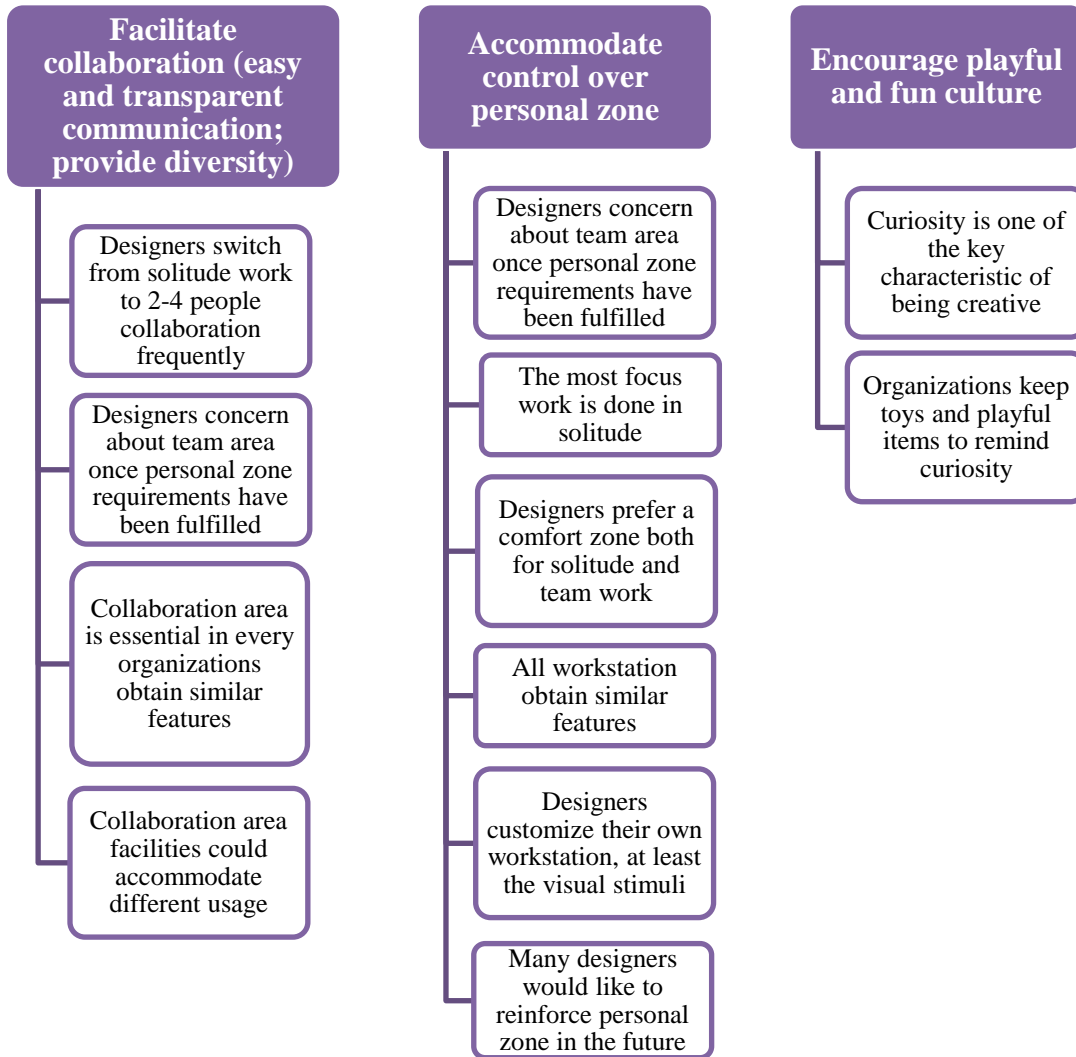 Facilitate
collaboration (easy
and transparent
communication;
provide diversity)
Designers switch
from solitude work
to 2-4 people
collaboration
frequently
Designers concern
about team area
once personal zone
requirements have
been fulfilled
Collaboration area
is essential in every
organizations
obtain similar
features
Collaboration area
facilities could
accommodate
different usage
Accommodate
control over
personal zone
Designers concern
about team area
once personal zone
requirements have
been fulfilled
The most focus
work is done in
solitude
Designers prefer a
comfort zone both
for solitude and
team work
All workstation
obtain similar
features
Designers
customize their own
workstation, at least
the visual stimuli
Many designers
would like to
reinforce personal
zone in the future
Encourage playful
and fun culture
Curiosity is one of
the key
characteristic of
being creative
Organizations keep
toys and playful
items to remind
curiosity